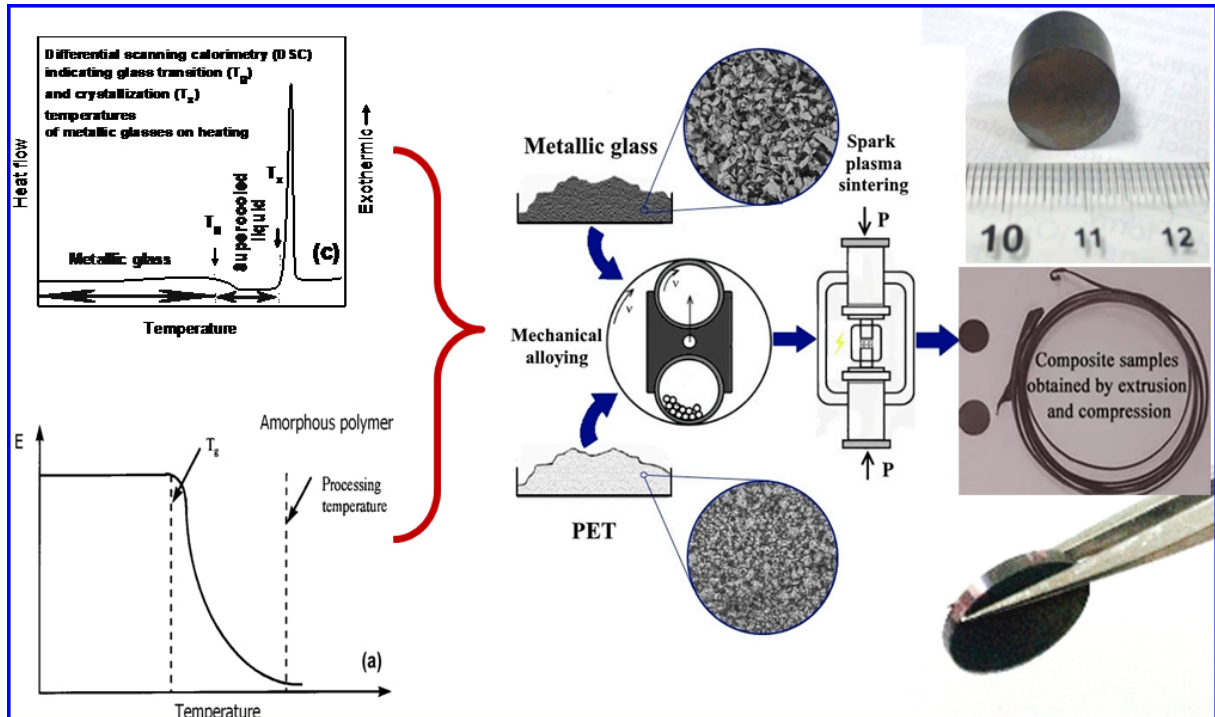 Differential scanning calorimetry (DSC)
indicating glass transition (Tg)
and crystallization (Tx)
temperatures
of metallic glasses on heating
Heat flow
Exothermic →
Tx
Tg
supercooled
liquid
(c)
Metallic glass
Temperature
E
Amorphous polymer
Tg
Processing
temperature
(a)
Temperature
Metallic glass
Mechanical
alloying
v
v
PET
Spark
plasma
sintering
P
P
10 11 12
Composite samples
obtained by extrusion
and compression